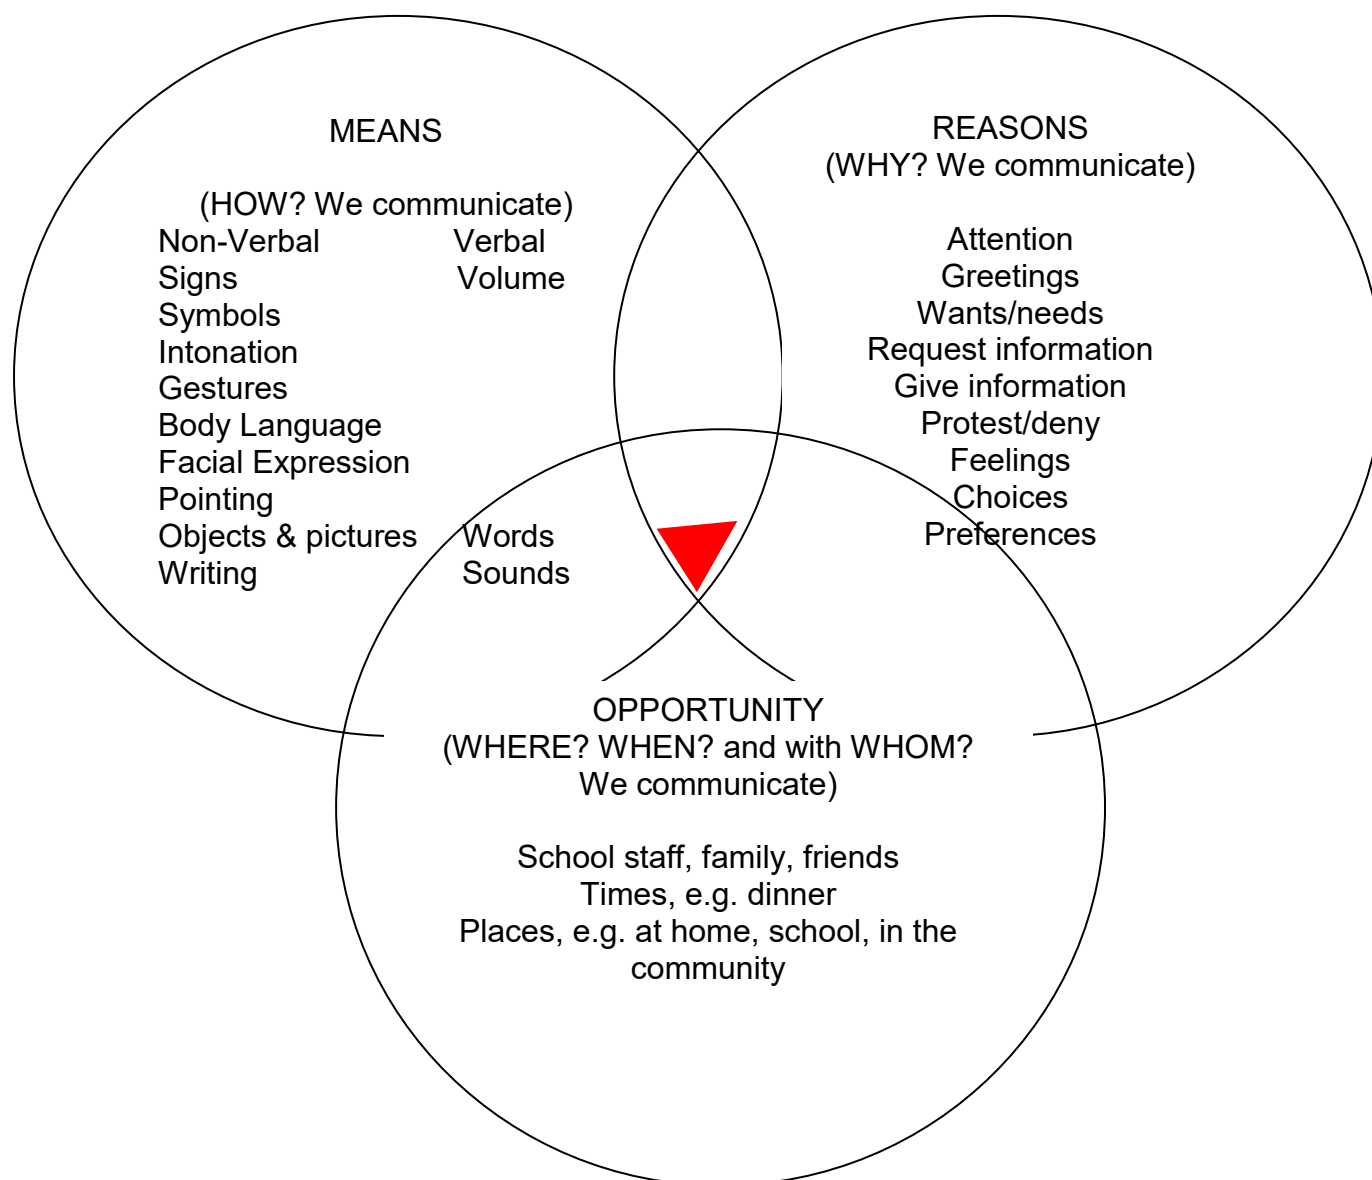 MEANS
(HOW? We communicate)
Non-Verbal Verbal
Signs Volume
Symbols
Intonation
Gestures
Body Language
Facial Expression
Pointing
Objects & pictures Words
Writing Sounds
REASONS
(WHY? We communicate)
Attention
Greetings
Wants/needs
Request information
Give information
Protest/deny
Feelings
Choices
Preferences
OPPORTUNITY
(WHERE? WHEN? and with WHOM?
We communicate)
School staff, family, friends
Times, e.g. dinner
Places, e.g. at home, school, in the
community